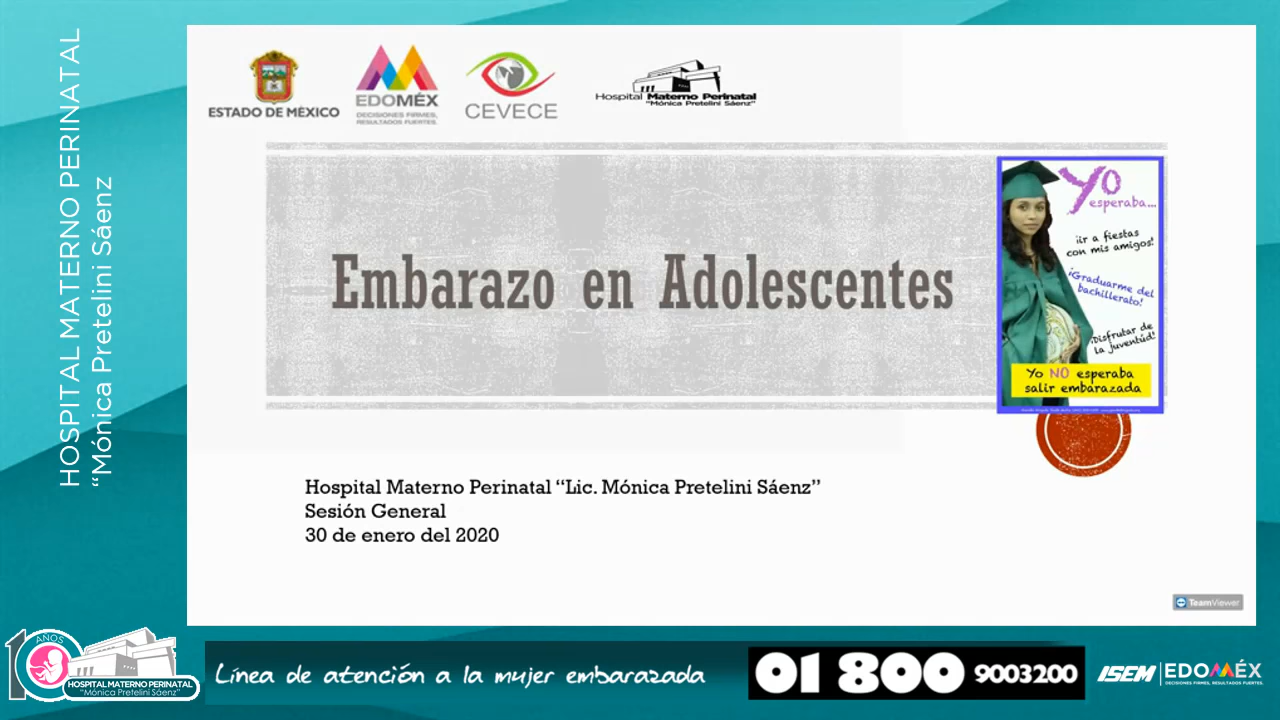 HOSPITAL MATERNO PERINATAL
“Mónica Pretelini Sáenz
ESTADO DE MÉXICO
EDOMÉX
DECISIONES FIRMES,
RESULTADOS FUERTES.
CEVECE
Hospital Materno Perinatal
"Mónica Pretelini Sáenz"
Embarazo en Adolescentes
Yo
esperaba...
¡ir a fiestas
con mis amigos!
¡Graduarme del
bachillerato!
¡Disfrutar de
la juventud!
Yo NO esperaba
salir embarazada
Hospital Materno Perinatal “Lic. Mónica Pretelini Sáenz”
Sesión General
30 de enero del 2020
TeamViewer
10 AÑOS
HOSPITAL MATERNO PERINATAL
“Mónica Pretelini Sáenz”
Línea de atención a la mujer embarazada
01 800 9003200
ISEM
EDOMÉX
DECISIONES FIRMES, RESULTADOS FUERTES.